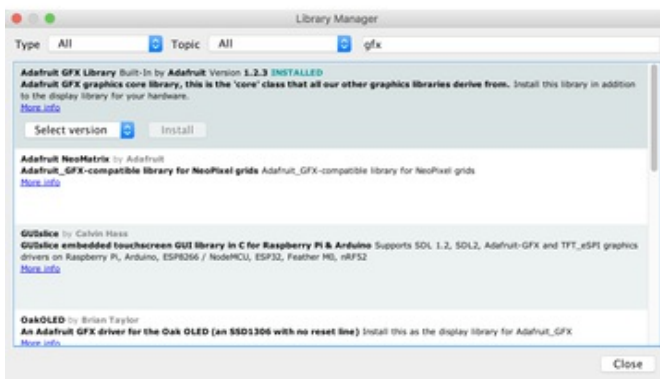 Library Manager
Type All Topic All gfx
Adafruit GFX Library Built-In by Adafruit Version 1.2.3 INSTALLED
Adafruit GFX graphics core library, this is the 'core' class that all our other graphics libraries derive from. Install this library in addition
to the display library for your hardware.
More info
Select version Install
Adafruit NeoMatrix by Adafruit
Adafruit_GFX-compatible library for NeoPixel grids Adafruit_GFX-compatible library for NeoPixel grids
More info
GUIslice by Calvin Hass
GUIslice embedded touchscreen GUI library in C for Raspberry Pi & Arduino Supports SDL 1.2, SDL2, Adafruit-GFX and TFT_eSPI graphics
drivers on Raspberry Pi, Arduino, ESP8266 / NodeMCU, ESP32, Feather M0, nRF52
More info
OakOLED by Brian Taylor
An Adafruit GFX driver for the Oak OLED (an SSD1306 with no reset line) Install this as the display library for Adafruit_GFX
More info
Close